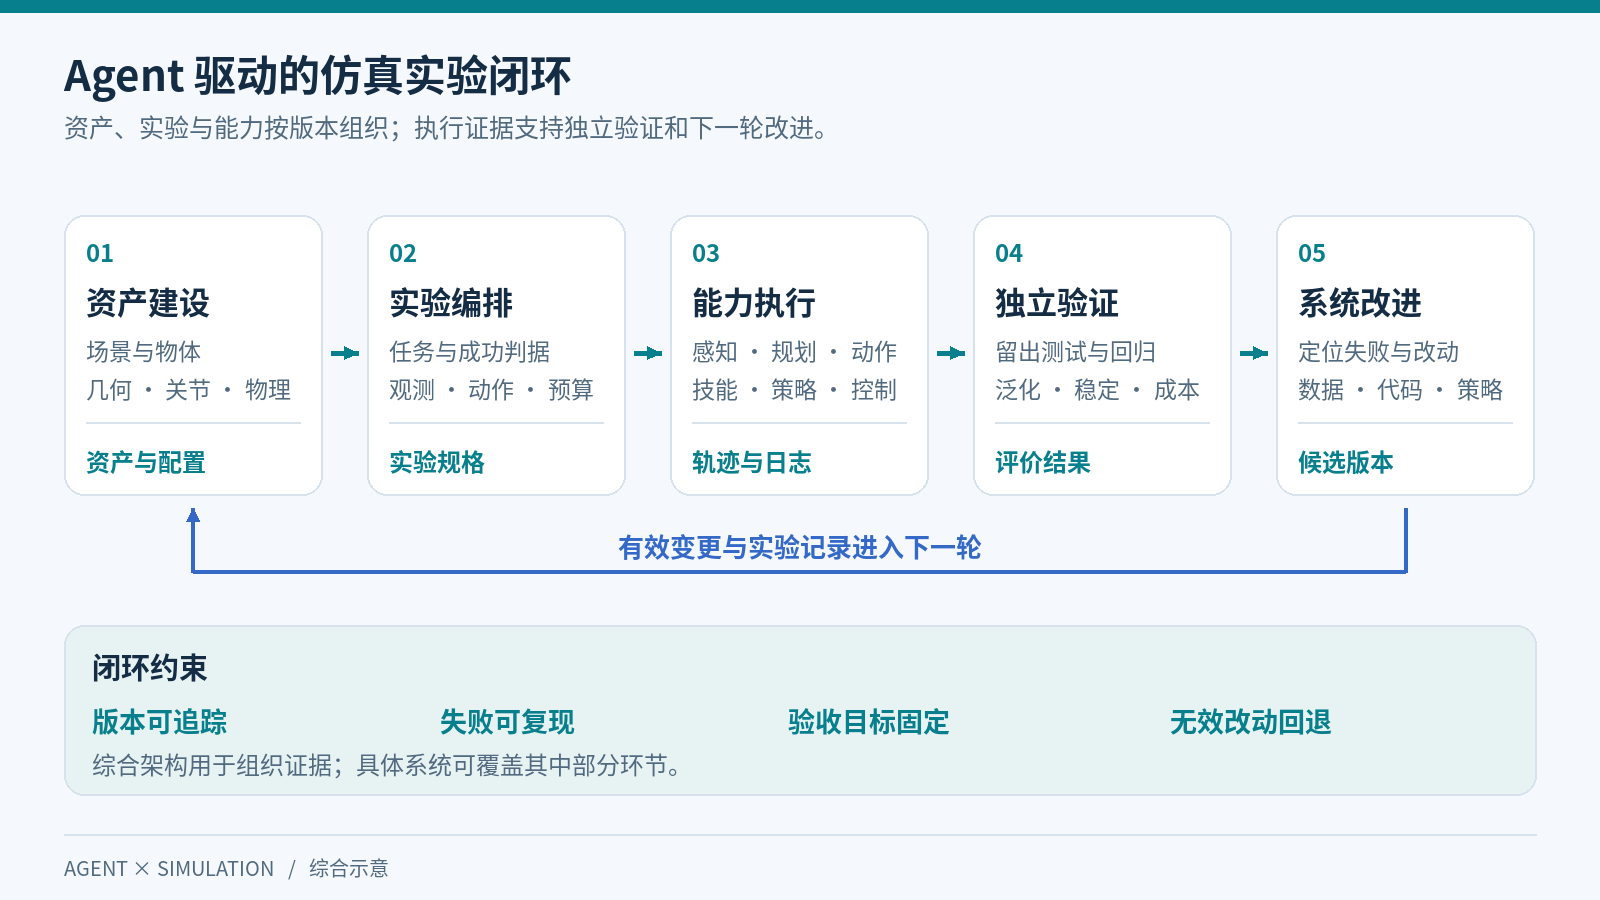 Agent 驱动的仿真实验闭环
资产、实验与能力按版本组织；执行证据支持独立验证和下一轮改进。
01
资产建设
场景与物体
几何 · 关节 · 物理
资产与配置
02
实验编排
任务与成功判据
观测 · 动作 · 预算
实验规格
03
能力执行
感知 · 规划 · 动作
技能 · 策略 · 控制
轨迹与日志
04
独立验证
留出测试与回归
泛化 · 稳定 · 成本
评价结果
05
系统改进
定位失败与改动
数据 · 代码 · 策略
候选版本
有效变更与实验记录进入下一轮
闭环约束
版本可追踪
失败可复现
验收目标固定
无效改动回退
综合架构用于组织证据；具体系统可覆盖其中部分环节。
AGENT × SIMULATION / 综合示意